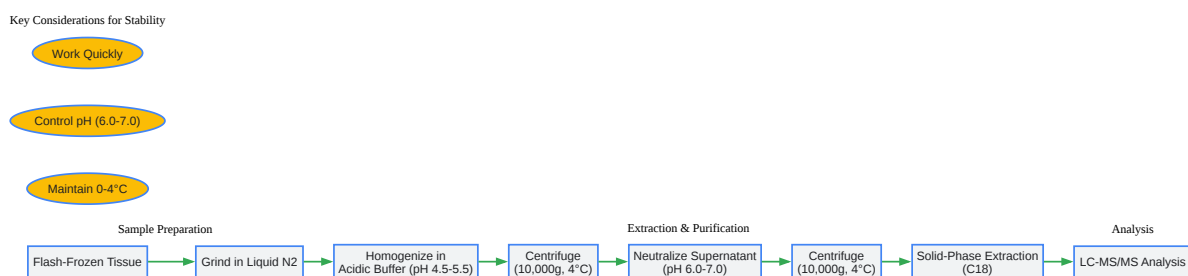 Key Considerations for Stability
Work Quickly
Control pH (6.0-7.0)
Maintain 0-4°C
Sample Preparation
Extraction & Purification
Analysis
Flash-Frozen Tissue
Grind in Liquid N2
Homogenize in
Acidic Buffer (pH 4.5-5.5)
Centrifuge
(10,000g, 4°C)
Neutralize Supernatant
(pH 6.0-7.0)
Centrifuge
(10,000g, 4°C)
Solid-Phase Extraction
(C18)
LC-MS/MS Analysis